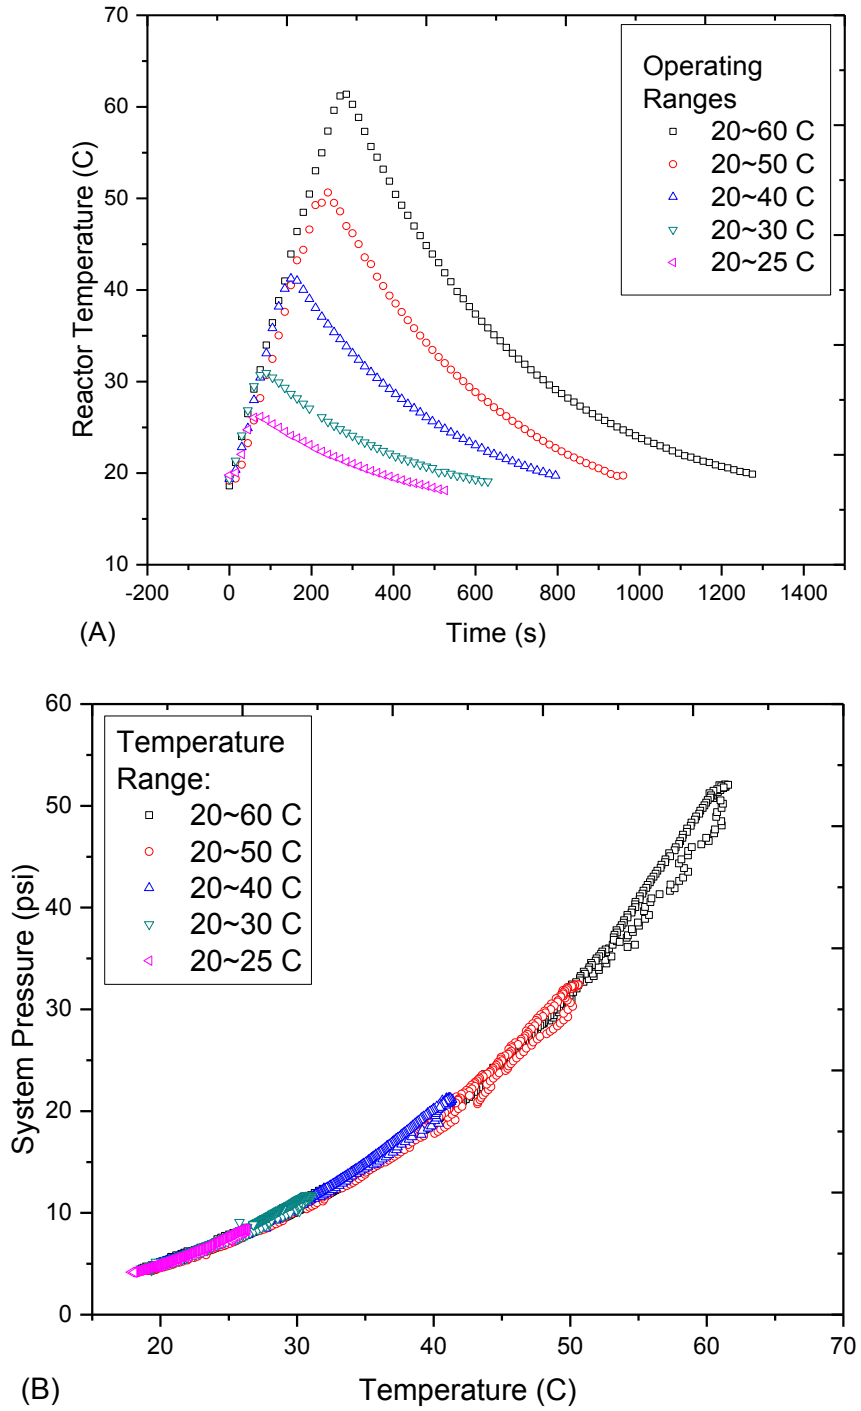 70
60
50
40
30
20
10
Reactor Temperature (C)
Operating
Ranges
20~60 C
20~50 C
20~40 C
20~30 C
20~25 C
-200 0 200 400 600 800 1000 1200 1400
(A)
Time (s)
60
50
40
30
20
10
0
System Pressure (psi)
Temperature
Range:
20~60 C
20~50 C
20~40 C
20~30 C
20~25 C
20 30 40 50 60 70
(B)
Temperature (C)